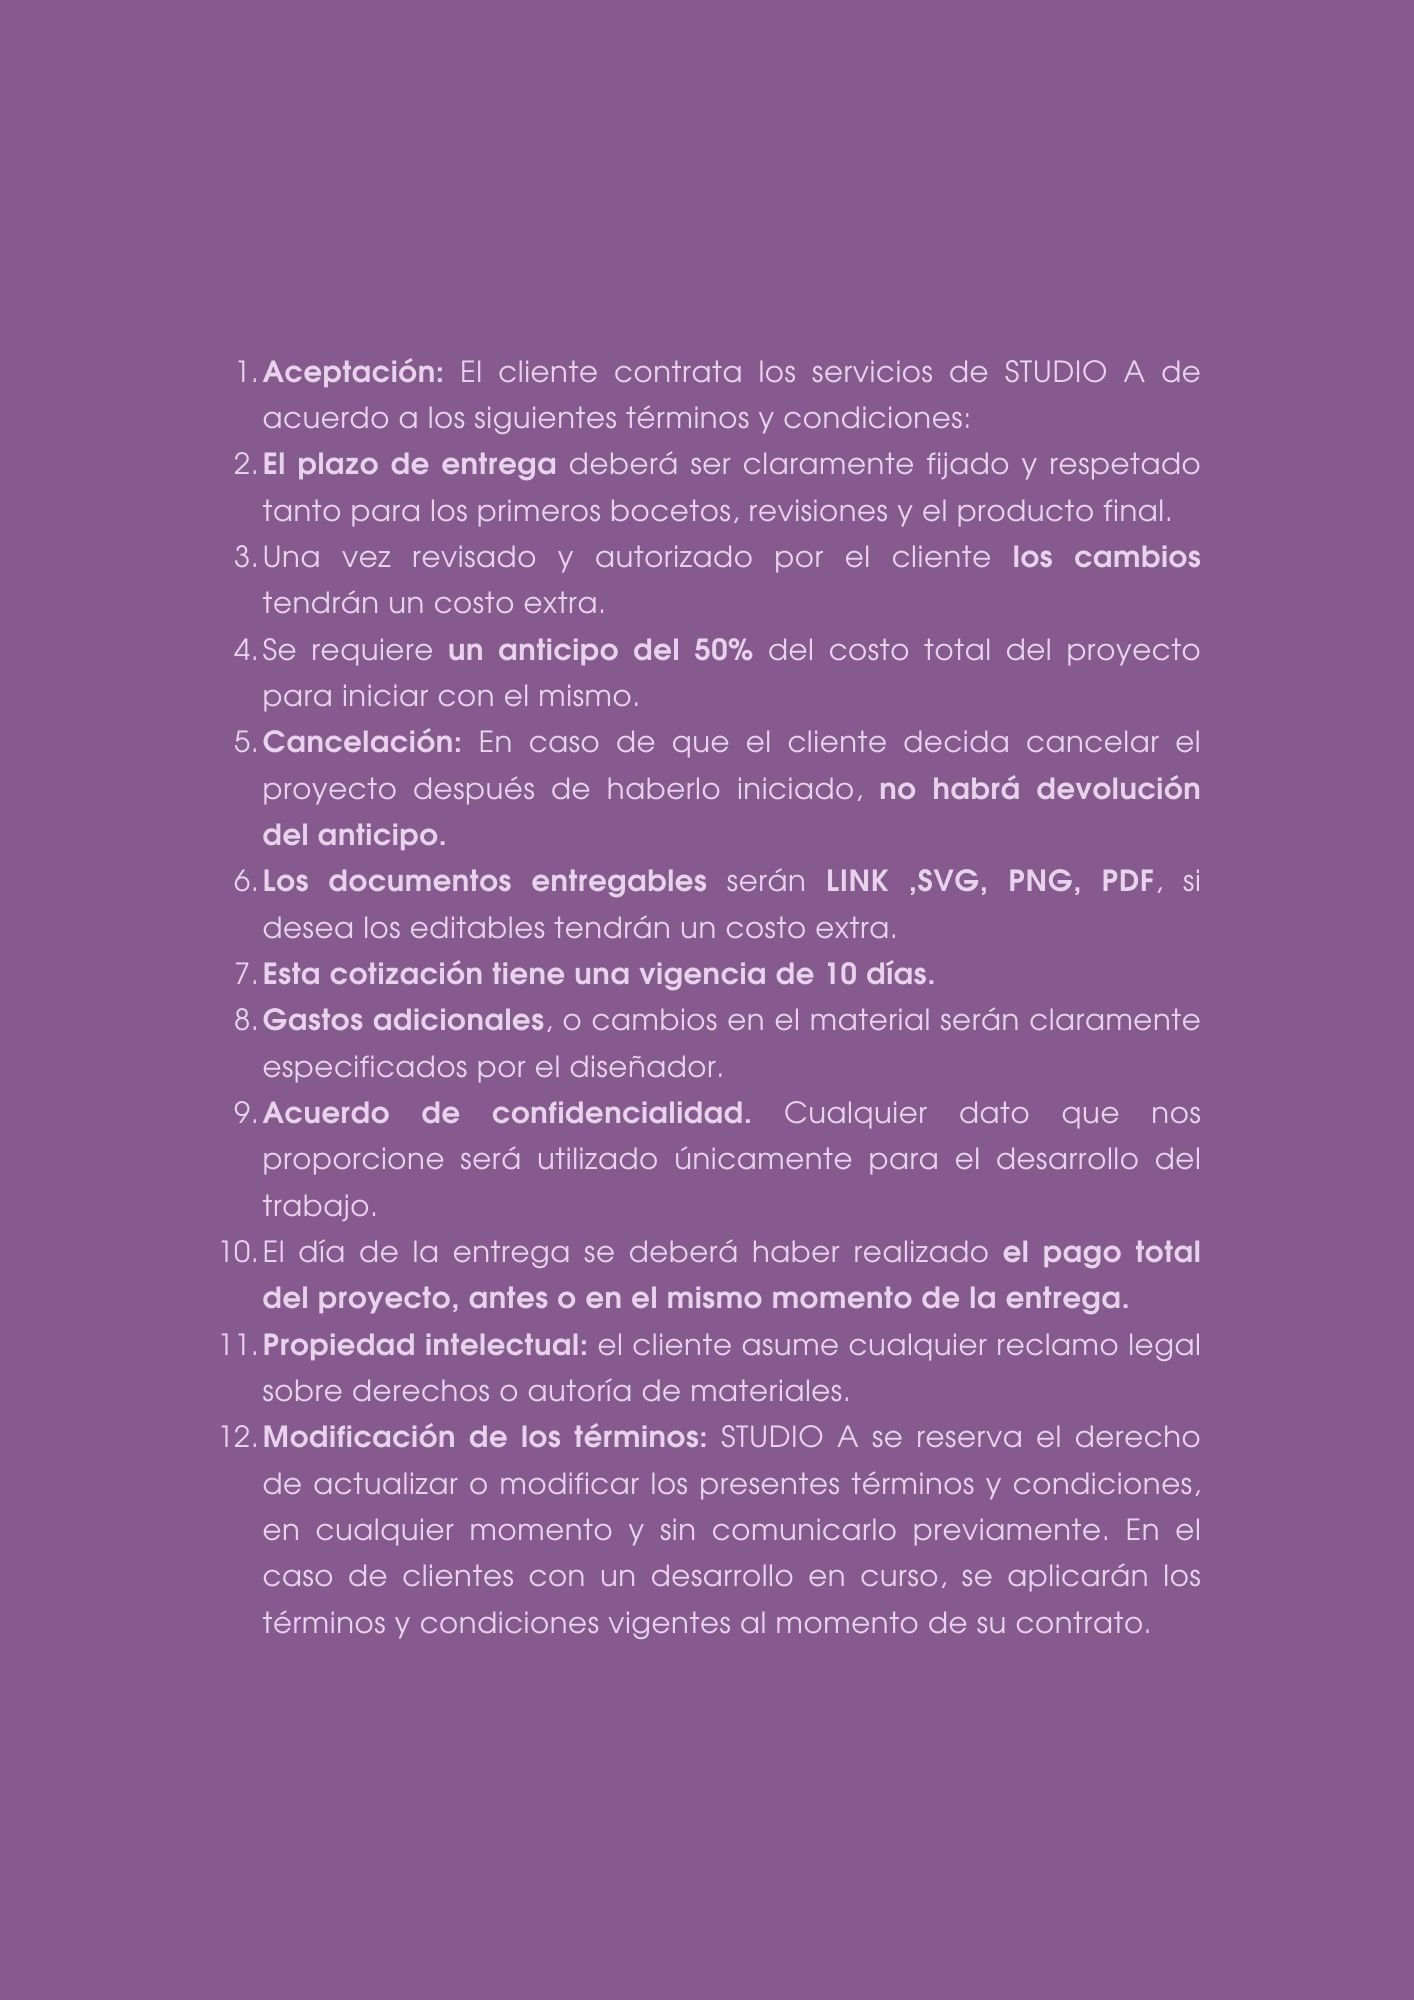 1. Aceptación: El cliente contrata los servicios de STUDIO A de
acuerdo a los siguientes términos y condiciones:
2. El plazo de entrega deberá ser claramente fijado y respetado
tanto para los primeros bocetos, revisiones y el producto final.
3. Una vez revisado y autorizado por el cliente los cambios
tendrán un costo extra.
4. Se requiere un anticipo del 50% del costo total del proyecto
para iniciar con el mismo.
5. Cancelación: En caso de que el cliente decida cancelar el
proyecto después de haberlo iniciado, no habrá devolución
del anticipo.
6. Los documentos entregables serán LINK ,SVG, PNG, PDF, si
desea los editables tendrán un costo extra.
7. Esta cotización tiene una vigencia de 10 días.
8. Gastos adicionales, o cambios en el material serán claramente
especificados por el diseñador.
9. Acuerdo de confidencialidad. Cualquier dato que nos
proporcione será utilizado únicamente para el desarrollo del
trabajo.
10. El día de la entrega se deberá haber realizado el pago total
del proyecto, antes o en el mismo momento de la entrega.
11. Propiedad intelectual: el cliente asume cualquier reclamo legal
sobre derechos o autoría de materiales.
12. Modificación de los términos: STUDIO A se reserva el derecho
de actualizar o modificar los presentes términos y condiciones,
en cualquier momento y sin comunicarlo previamente. En el
caso de clientes con un desarrollo en curso, se aplicarán los
términos y condiciones vigentes al momento de su contrato.